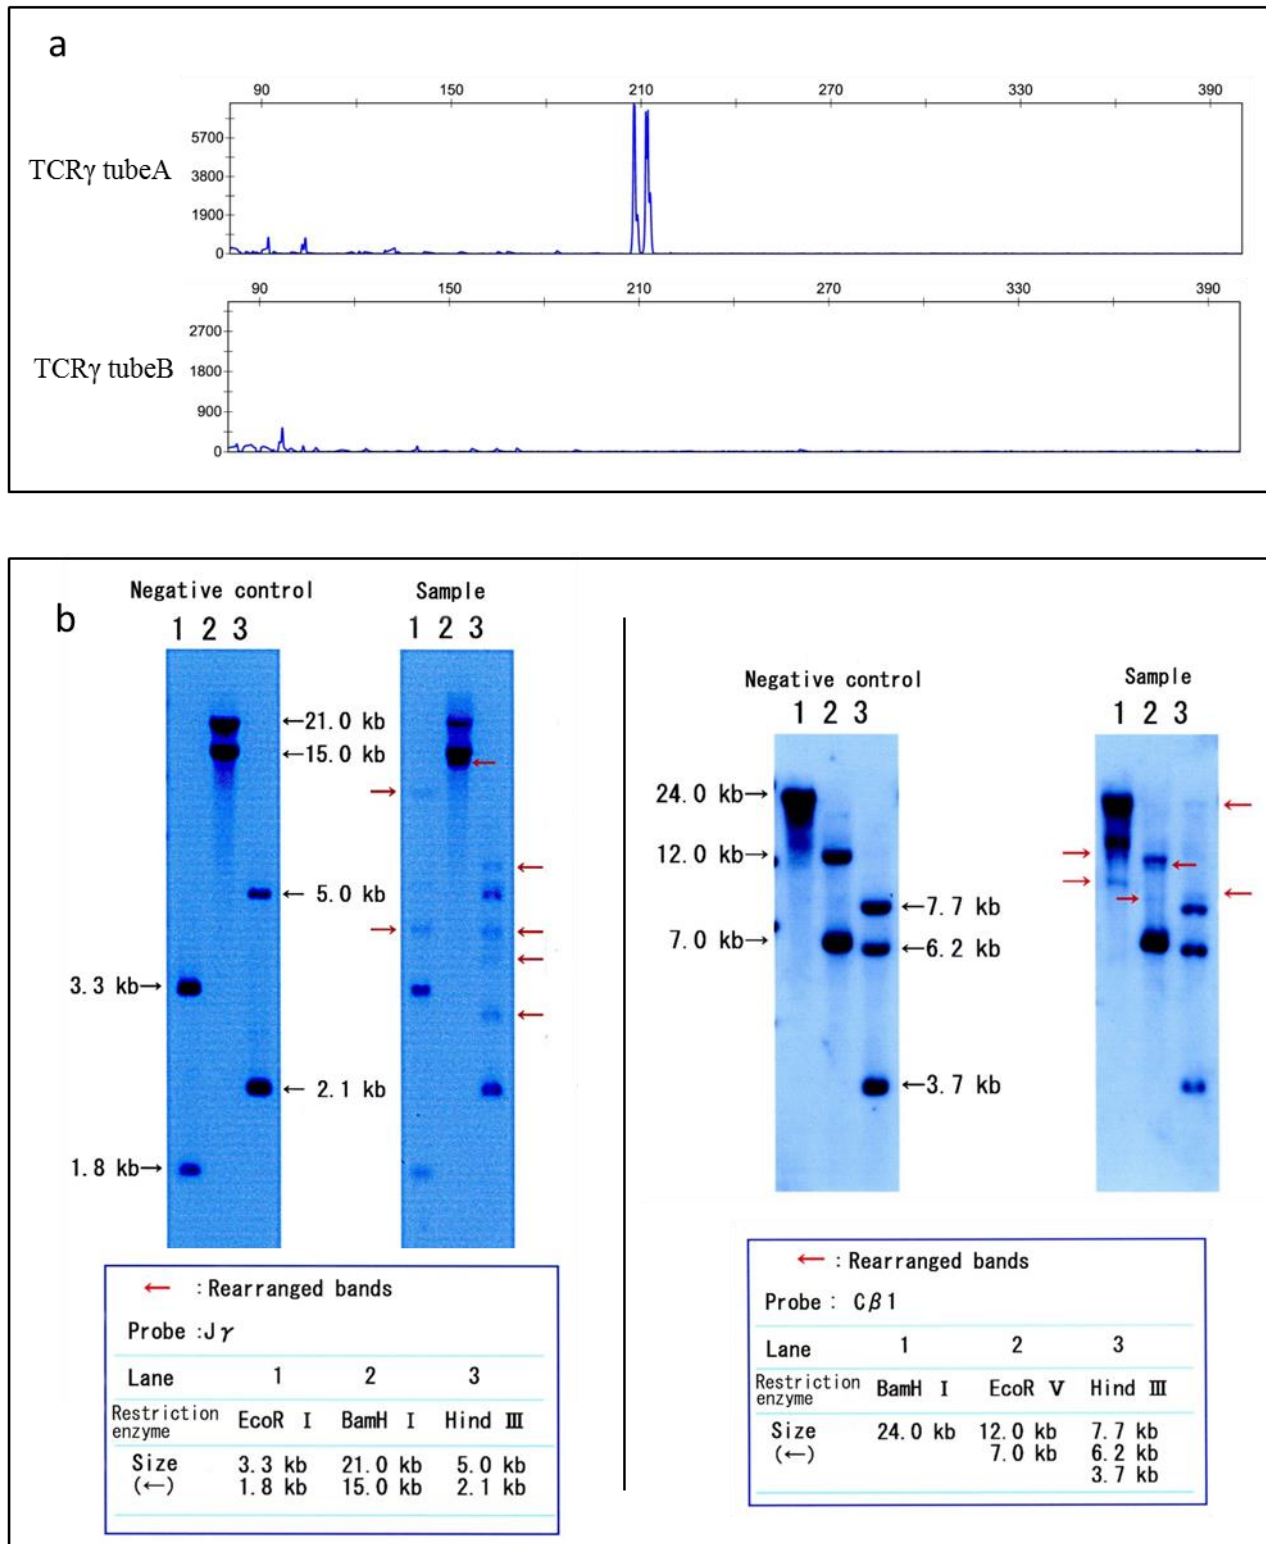 a
90 150 210 270 330 390
TCRγ tubeA
5700
3800
1900
0
90 150 210 270 330 390
TCRγ tubeB
2700
1800
900
0
b
Negative control
1 2 3
Sample
1 2 3
←21.0 kb
←15.0 kb
← 5.0 kb
3.3 kb→
← 2.1 kb
1.8 kb→
← :Rearranged bands
Probe :Jγ
Lane 1 2 3
Restriction enzyme EcoR I BamH I Hind III
Size 3.3 kb 21.0 kb 5.0 kb
(←) 1.8 kb 15.0 kb 2.1 kb
Negative control
1 2 3
Sample
1 2 3
24.0 kb→
12.0 kb→
←7.7 kb
7.0 kb→
←6.2 kb
←3.7 kb
← :Rearranged bands
Probe : Cβ1
Lane 1 2 3
Restriction enzyme BamH I EcoR V Hind III
Size 24.0 kb 12.0 kb 7.7 kb
(←) 7.0 kb 6.2 kb
3.7 kb